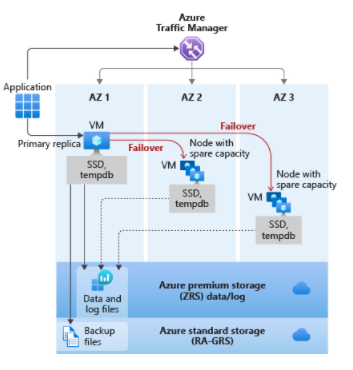 Azure
Traffic Manager
Application
AZ 1
AZ 2
AZ 3
VM
Failover
Primary replica
Failover
Node with
spare capacity
VM
Node with
spare capacity
VM
SSD,
tempdb
SSD,
tempdb
SSD,
tempdb
Data and
log files
Azure premium storage
(ZRS) data/log
Backup
files
Azure standard storage
(RA-GRS)